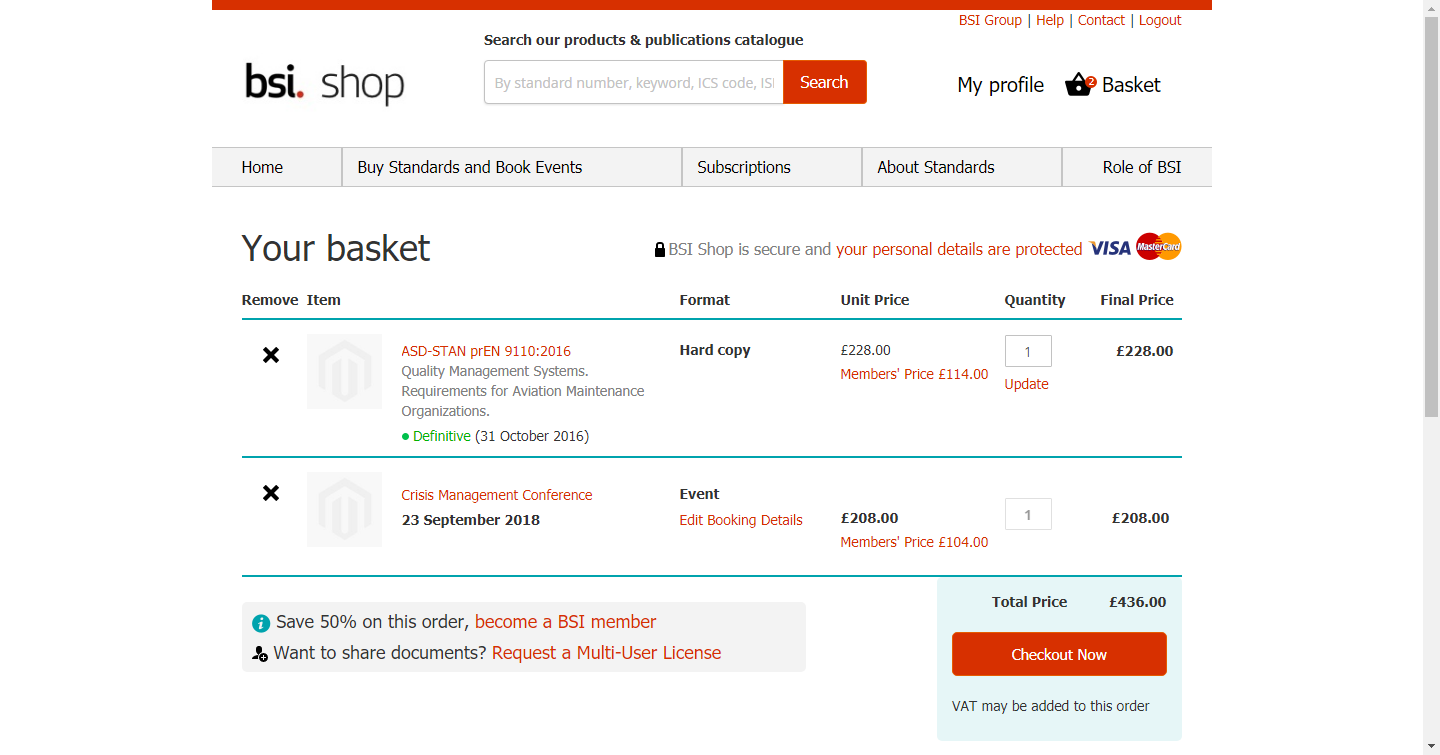 BSI Group | Help | Contact | Logout
Search our products & publications catalogue
bsi. shop
By standard number, keyword, ICS code, ISI
Search
My profile
2
Basket
Home
Buy Standards and Book Events
Subscriptions
About Standards
Role of BSI
Your basket
BSI Shop is secure and your personal details are protected
VISA
MasterCard
Remove Item Format Unit Price Quantity Final Price
ASD-STAN prEN 9110:2016
Quality Management Systems.
Requirements for Aviation Maintenance
Organizations.
Definitive (31 October 2016)
Hard copy
£228.00
Members' Price £114.00
1
Update
£228.00
Crisis Management Conference
23 September 2018
Event
Edit Booking Details
£208.00
Members' Price £104.00
1
£208.00
Save 50% on this order, become a BSI member
Want to share documents? Request a Multi-User License
Total Price £436.00
Checkout Now
VAT may be added to this order